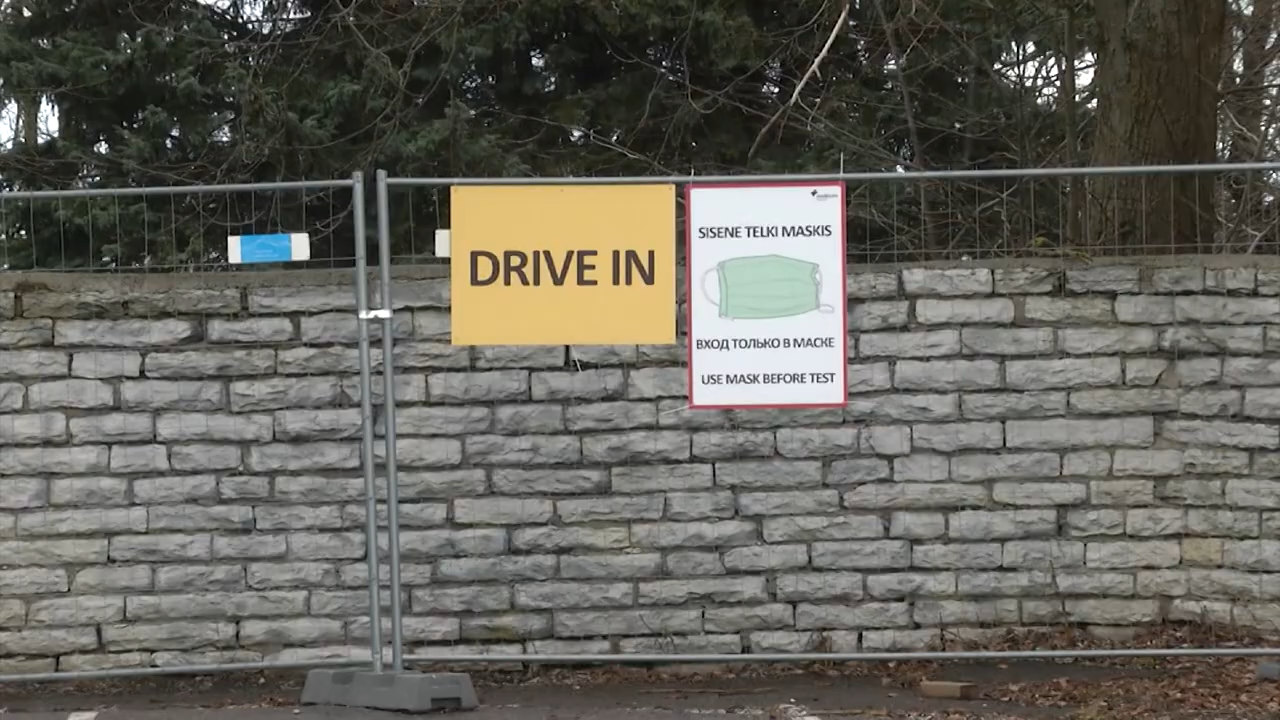 DRIVE IN
SISENE TELKI MASKIS
ВХОД ТОЛЬКО В МАСКЕ
USE MASK BEFORE TEST